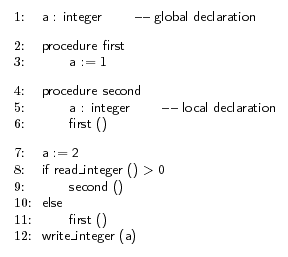 1: a : integer –– global declaration
2: procedure first
3: a := 1
4: procedure second
5: a : integer –– local declaration
6: first ()
7: a := 2
8: if read_integer () > 0
9: second ()
10: else
11: first ()
12: write_integer (a)